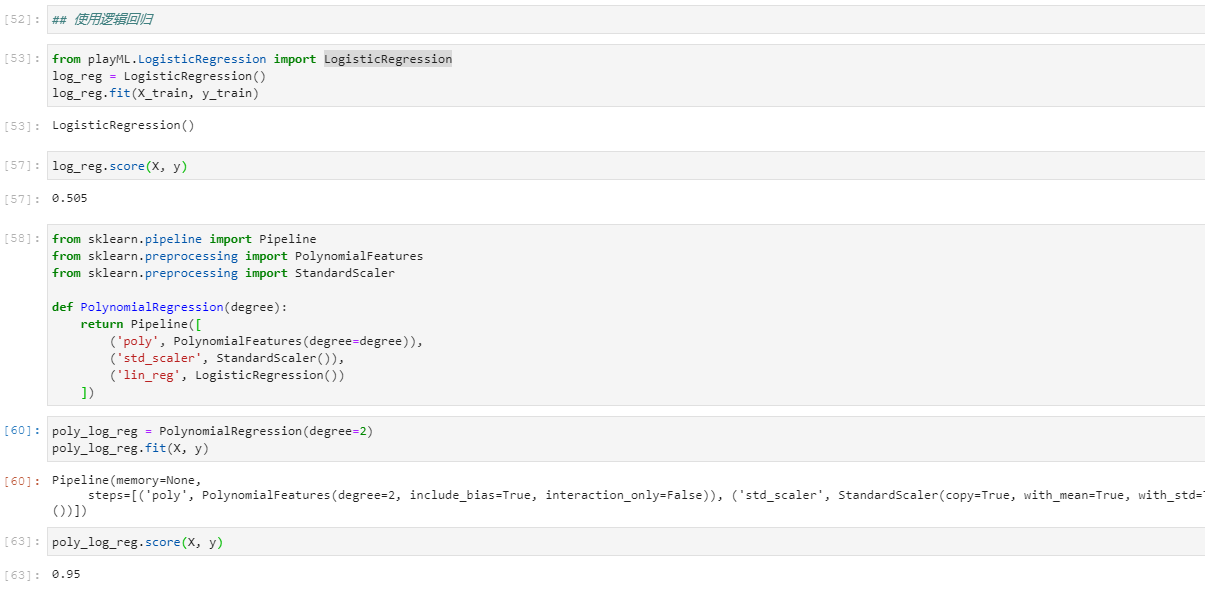 [52]: ## 使用逻辑回归
[53]: from playML.LogisticRegression import LogisticRegression
log_reg = LogisticRegression()
log_reg.fit(X_train, y_train)
[53]: LogisticRegression()
[57]: log_reg.score(X, y)
[57]: 0.505
[58]: from sklearn.pipeline import Pipeline
from sklearn.preprocessing import PolynomialFeatures
from sklearn.preprocessing import StandardScaler
def PolynomialRegression(degree):
    return Pipeline([
        ('poly', PolynomialFeatures(degree=degree)),
        ('std_scaler', StandardScaler()),
        ('lin_reg', LogisticRegression())
    ])
[60]: poly_log_reg = PolynomialRegression(degree=2)
poly_log_reg.fit(X, y)
[60]: Pipeline(memory=None,
     steps=[('poly', PolynomialFeatures(degree=2, include_bias=True, interaction_only=False)), ('std_scaler', StandardScaler(copy=True, with_mean=True, with_std=
())])
[63]: poly_log_reg.score(X, y)
[63]: 0.95